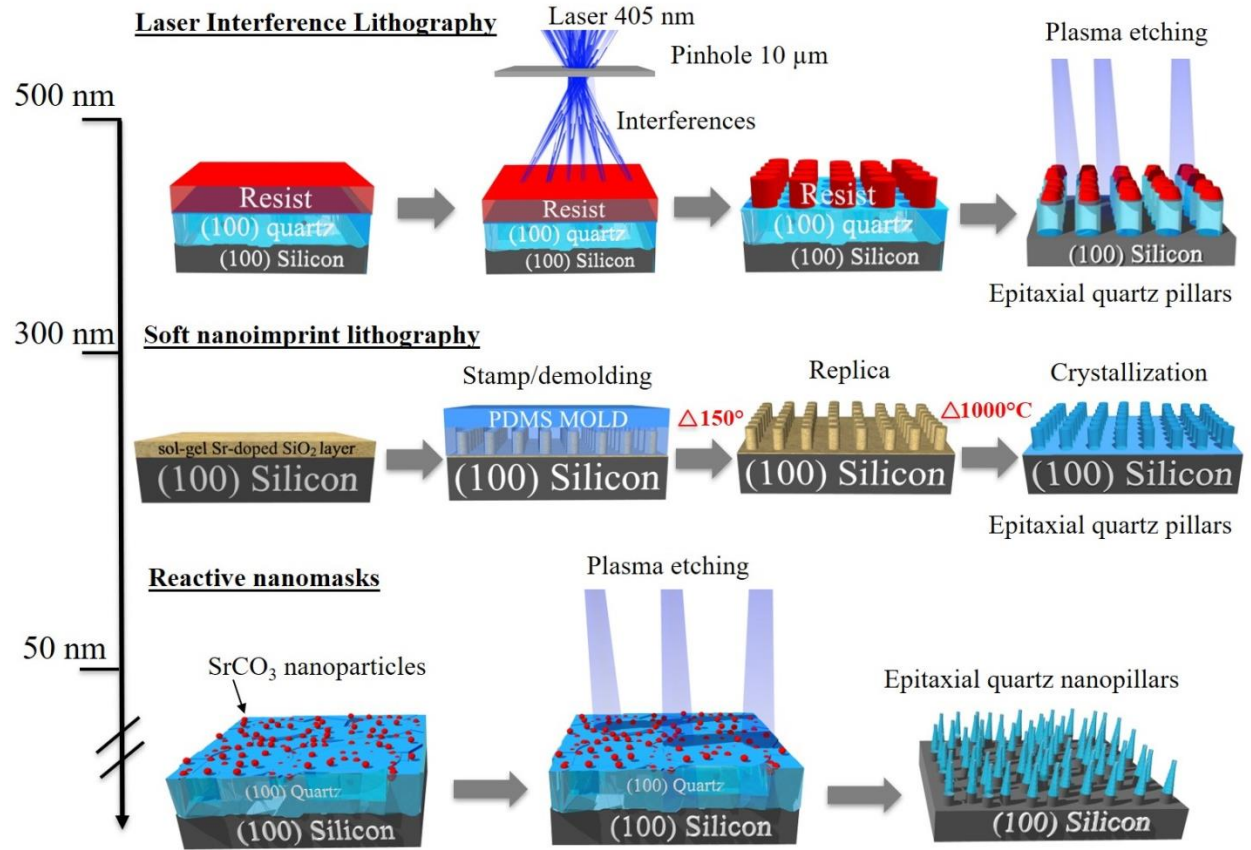 Laser Interference Lithography
Laser 405 nm
Pinhole 10 µm
Interferences
Plasma etching
500 nm
Resist
(100) quartz
(100) Silicon
Resist
(100) quartz
(100) Silicon
Resist
(100) quartz
(100) Silicon
(100) Silicon
Epitaxial quartz pillars
300 nm
Soft nanoimprint lithography
Stamp/demolding
Replica
Crystallization
sol-gel Sr-doped SiO₂ layer
(100) Silicon
PDMS MOLD
(100) Silicon
△150°
(100) Silicon
△1000°C
(100) Silicon
Epitaxial quartz pillars
Reactive nanomasks
Plasma etching
50 nm
SrCO₃ nanoparticles
Epitaxial quartz nanopillars
(100) Quartz
(100) Silicon
(100) Quartz
(100) Silicon
(100) Silicon